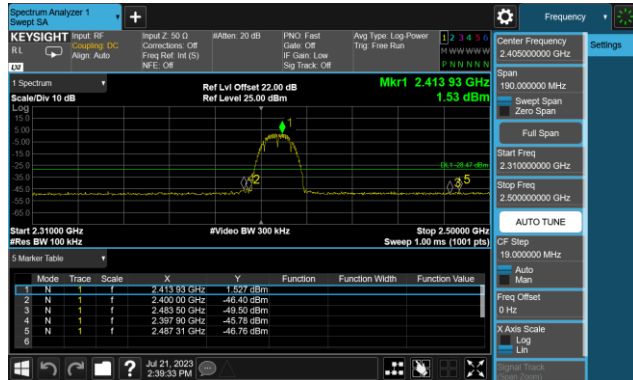 Spectrum Analyzer 1
Swept SA
Frequency
KEYSIGHT Input: RF
RL
Coupling: DC
Align: Auto
LXI
Input Z: 50 Ω
Corrections: Off
Freq Ref: Int (S)
NFE: Off
#Atten: 20 dB
PNO: Fast
Gate: Off
IF Gain: Low
Sig Track: Off
Avg Type: Log-Power
Trig: Free Run
1 2 3 4 5 6
M W W W W W
P N N N N N
Center Frequency
2.405000000 GHz
Settings
1 Spectrum
Scale/Div 10 dB
Log
Ref Lvl Offset 22.00 dB
Ref Level 25.00 dBm
Mkr1 2.413 93 GHz
1.53 dBm
Span
190.000000 MHz
Swept Span
Zero Span
Full Span
15.0
5.00
-5.00
-15.0
-25.0
-35.0
-45.0
-55.0
-65.0
1
2
3
5
DL1 -28.47 dBm
Start Freq
2.310000000 GHz
Stop Freq
2.500000000 GHz
AUTO TUNE
Start 2.31000 GHz
#Res BW 100 kHz
#Video BW 300 kHz
Stop 2.50000 GHz
Sweep 1.00 ms (1001 pts)
CF Step
19.000000 MHz
Auto
Man
5 Marker Table
Mode Trace Scale X Y Function Function Width Function Value
1 N 1 f 2.413 93 GHz 1.527 dBm
2 N 1 f 2.400 00 GHz -46.40 dBm
3 N 1 f 2.483 50 GHz -49.50 dBm
4 N 1 f 2.397 90 GHz -45.78 dBm
5 N 1 f 2.487 31 GHz -46.76 dBm
6
Freq Offset
0 Hz
X Axis Scale
Log
Lin
Signal Track
(Span Zoom)
?
Jul 21, 2023
2:39:33 PM